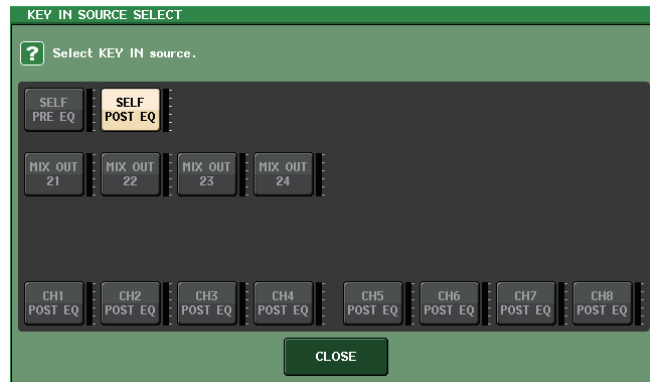 KEY IN SOURCE SELECT
? Select KEY IN source.
SELF
PRE EQ
SELF
POST EQ
MIX OUT
21
MIX OUT
22
MIX OUT
23
MIX OUT
24
CH1
POST EQ
CH2
POST EQ
CH3
POST EQ
CH4
POST EQ
CH5
POST EQ
CH6
POST EQ
CH7
POST EQ
CH8
POST EQ
CLOSE